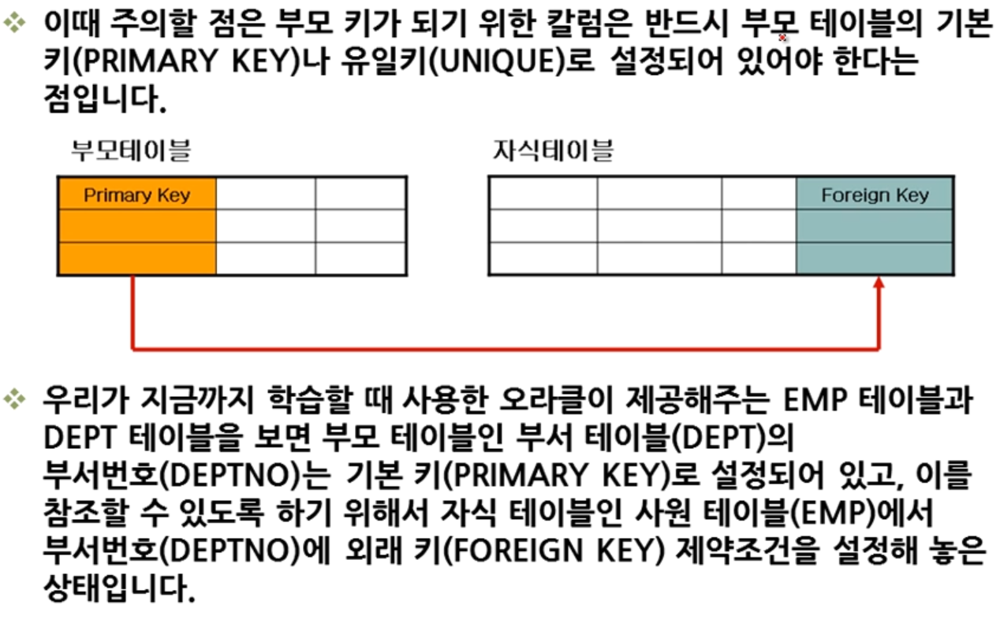 이때 주의할 점은 부모 키가 되기 위한 칼럼은 반드시 부모 테이블의 기본
키(PRIMARY KEY)나 유일키(UNIQUE)로 설정되어 있어야 한다는
점입니다.
부모테이블
자식테이블
Primary Key
Foreign Key
우리가 지금까지 학습할 때 사용한 오라클이 제공해주는 EMP 테이블과
DEPT 테이블을 보면 부모 테이블인 부서 테이블(DEPT)의
부서번호(DEPTNO)는 기본 키(PRIMARY KEY)로 설정되어 있고, 이를
참조할 수 있도록 하기 위해서 자식 테이블인 사원 테이블(EMP)에서
부서번호(DEPTNO)에 외래 키(FOREIGN KEY) 제약조건을 설정해 놓은
상태입니다.